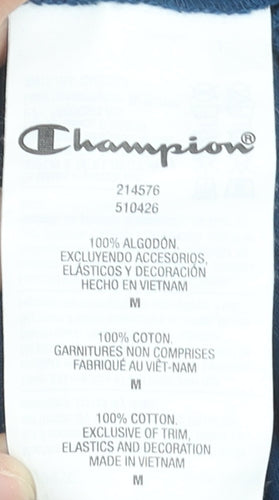 Champion®
214576
510426
100% ALGODÓN.
EXCLUYENDO ACCESORIOS,
ELÁSTICOS Y DECORACIÓN
HECHO EN VIETNAM
M
100% COTON.
GARNITURES NON COMPRISES
FABRIQUÉ AU VIÊT-NAM
M
100% COTTON.
EXCLUSIVE OF TRIM,
ELASTICS AND DECORATION
MADE IN VIETNAM
M